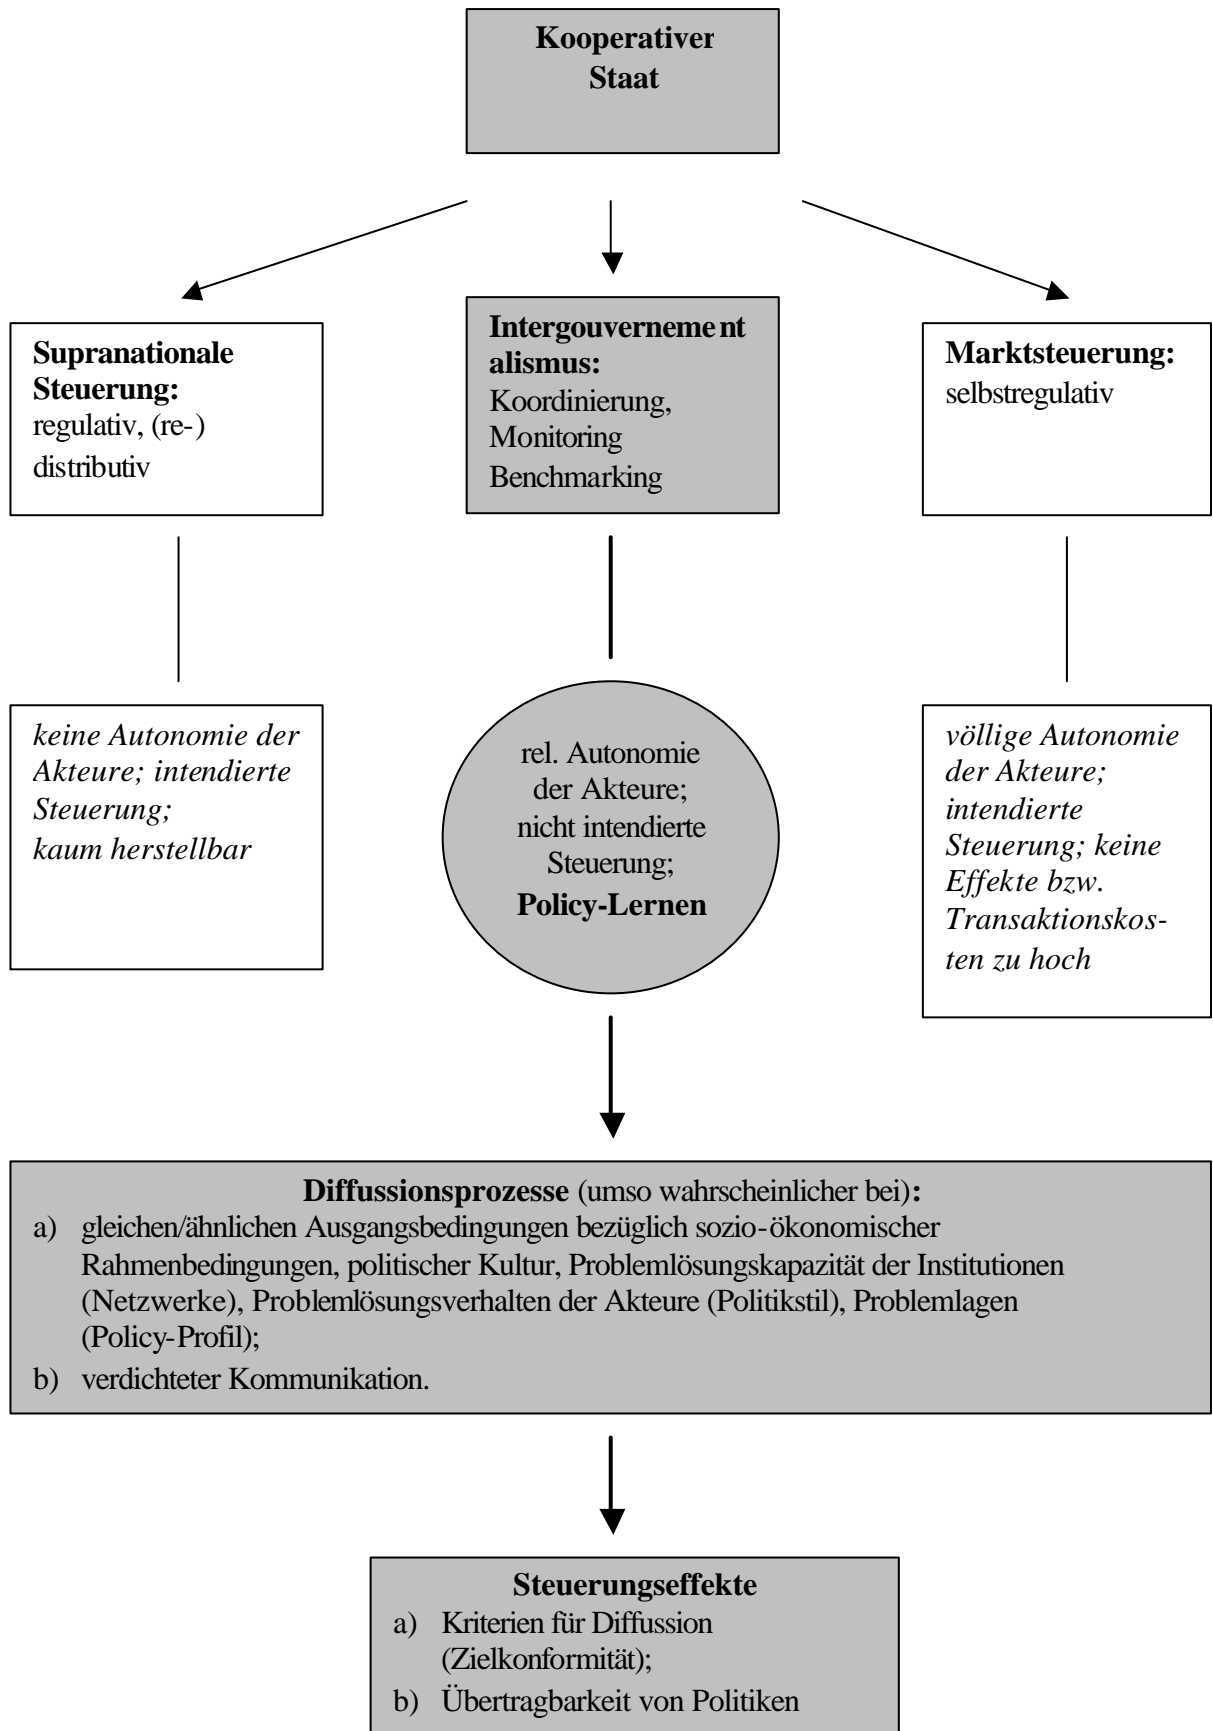 Kooperativer
Staat
Supranationale
Steuerung:
regulativ, (re-)
distributiv
Intergouvernement
alismus:
Koordinierung,
Monitoring
Benchmarking
Marktsteuerung:
selbstregulativ
keine Autonomie der
Akteure; intendierte
Steuerung;
kaum herstellbar
rel. Autonomie
der Akteure;
nicht intendierte
Steuerung;
Policy-Lernen
völlige Autonomie
der Akteure;
intendierte
Steuerung; keine
Effekte bzw.
Transaktionskos-
ten zu hoch
Diffussionsprozesse (umso wahrscheinlicher bei):
a) gleichen/ähnlichen Ausgangsbedingungen bezüglich sozio-ökonomischer
Rahmenbedingungen, politischer Kultur, Problemlösungskapazität der Institutionen
(Netzwerke), Problemlösungsverhalten der Akteure (Politikstil), Problemlagen
(Policy-Profil);
b) verdichteter Kommunikation.
Steuerungseffekte
a) Kriterien für Diffussion
(Zielkonformität);
b) Übertragbarkeit von Politiken